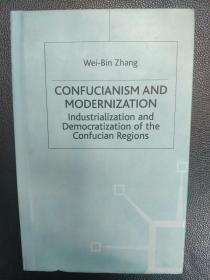 Wei-Bin Zhang
CONFUCIANISM AND
MODERNIZATION
Industrialization and
Democratization of the
Confucian Regions